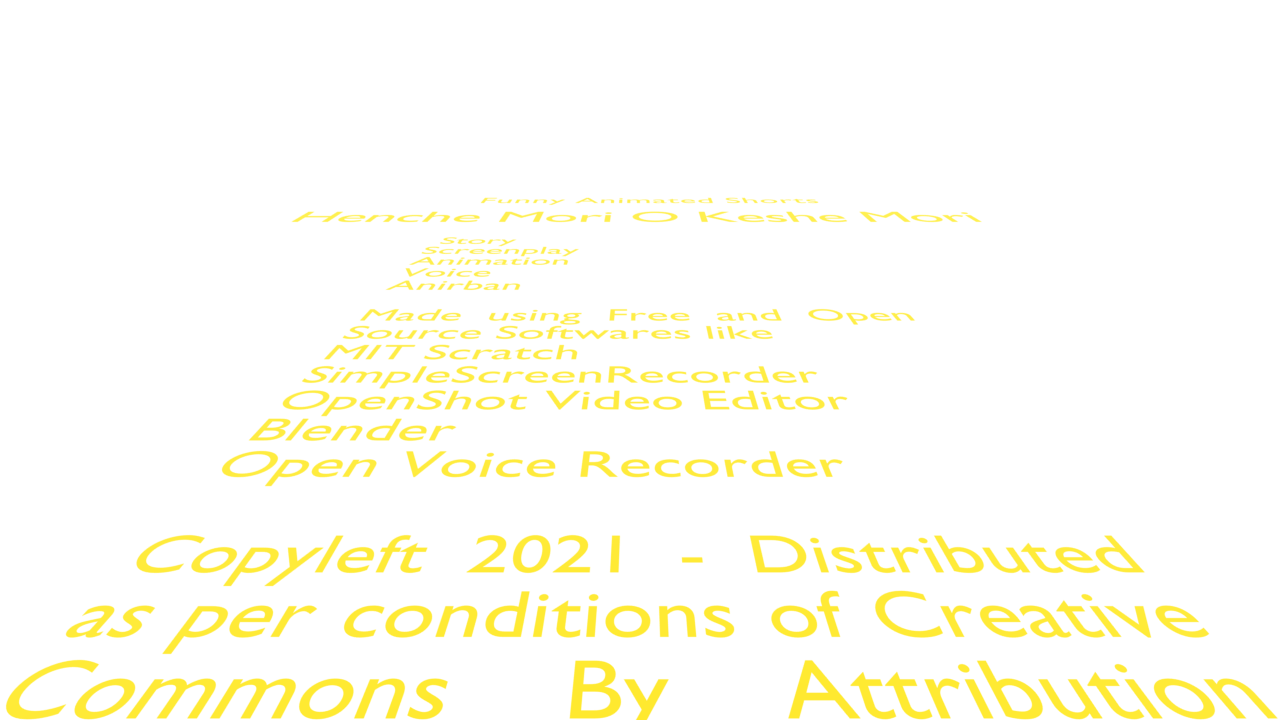 Funny Animated Shorts
Henche Mori O Keshe Mori
Story
Screenplay
Animation
Voice
Anirban
Made using Free and Open
Source Softwares like
MIT Scratch
SimpleScreenRecorder
OpenShot Video Editor
Blender
Open Voice Recorder
Copyleft 2021 - Distributed
as per conditions of Creative
Commons By Attribution